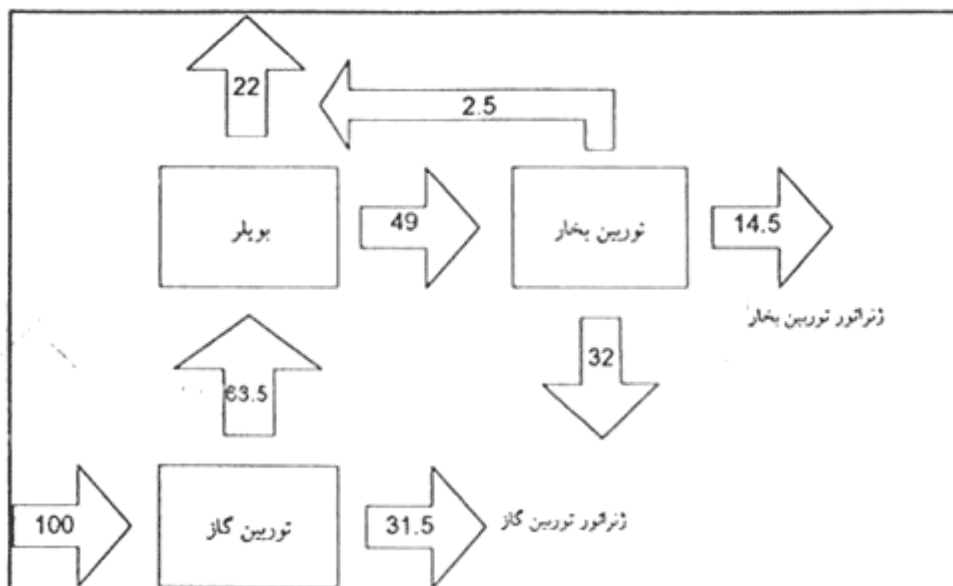 22
2.5
بویلر
49
توربین بخار
14.5
ژنراتور توربین بخار
63.5
32
100
توربین گاز
31.5
ژنراتور توربین گاز